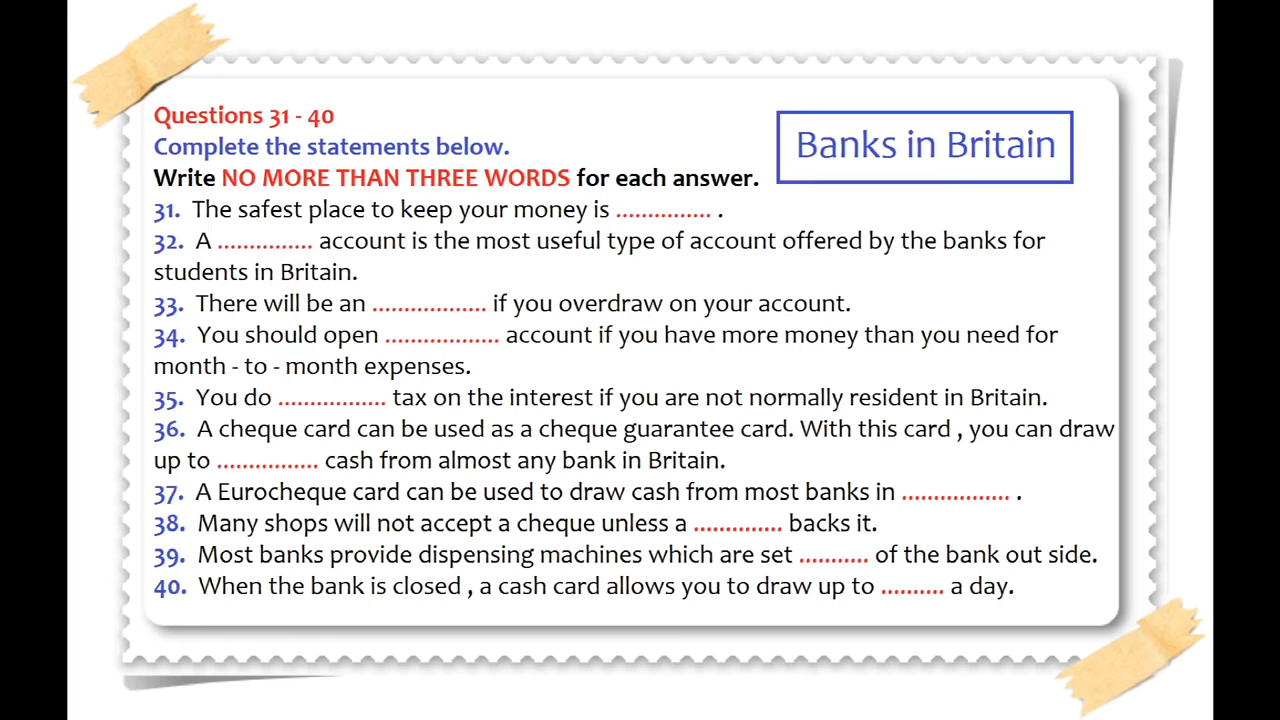 Questions 31 - 40
Banks in Britain
Complete the statements below.
Write NO MORE THAN THREE WORDS for each answer.
31. The safest place to keep your money is ............... .
32. A ............... account is the most useful type of account offered by the banks for
students in Britain.
33. There will be an .................. if you overdraw on your account.
34. You should open .................. account if you have more money than you need for
month - to - month expenses.
35. You do ................. tax on the interest if you are not normally resident in Britain.
36. A cheque card can be used as a cheque guarantee card. With this card , you can draw
up to ................ cash from almost any bank in Britain.
37. A Eurocheque card can be used to draw cash from most banks in ................. .
38. Many shops will not accept a cheque unless a .............. backs it.
39. Most banks provide dispensing machines which are set ........... of the bank out side.
40. When the bank is closed , a cash card allows you to draw up to .......... a day.